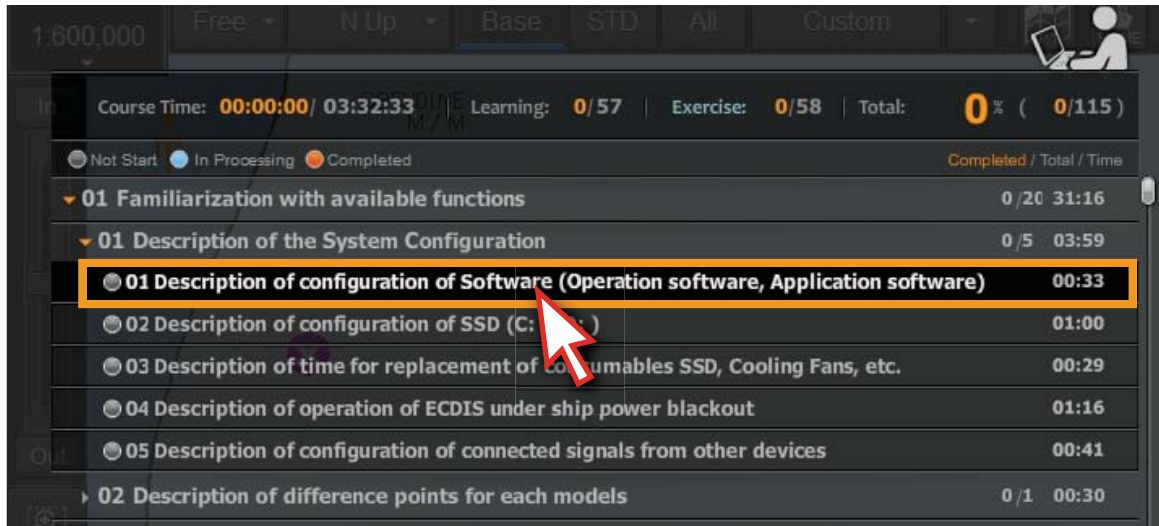 1:600,000 Free N Up Base STD All Custom
In Course Time: 00:00:00/ 03:32:33 | Learning: 0/57 | Exercise: 0/58 | Total: 0 % ( 0/115 )
M/M
Not Start In Processing Completed Completed / Total / Time
01 Familiarization with available functions 0 /20 31:16
01 Description of the System Configuration 0 /5 03:59
01 Description of configuration of Software (Operation software, Application software) 00:33
02 Description of configuration of SSD (C: ) 01:00
03 Description of time for replacement of consumables SSD, Cooling Fans, etc. 00:29
04 Description of operation of ECDIS under ship power blackout 01:16
Out 05 Description of configuration of connected signals from other devices 00:41
02 Description of difference points for each models 0 /1 00:30